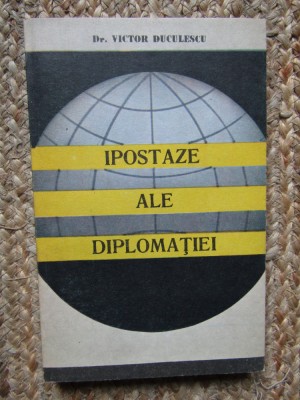 Dr. VICTOR DUCULESCU
IPOSTAZE
ALE
DIPLOMAŢIEI